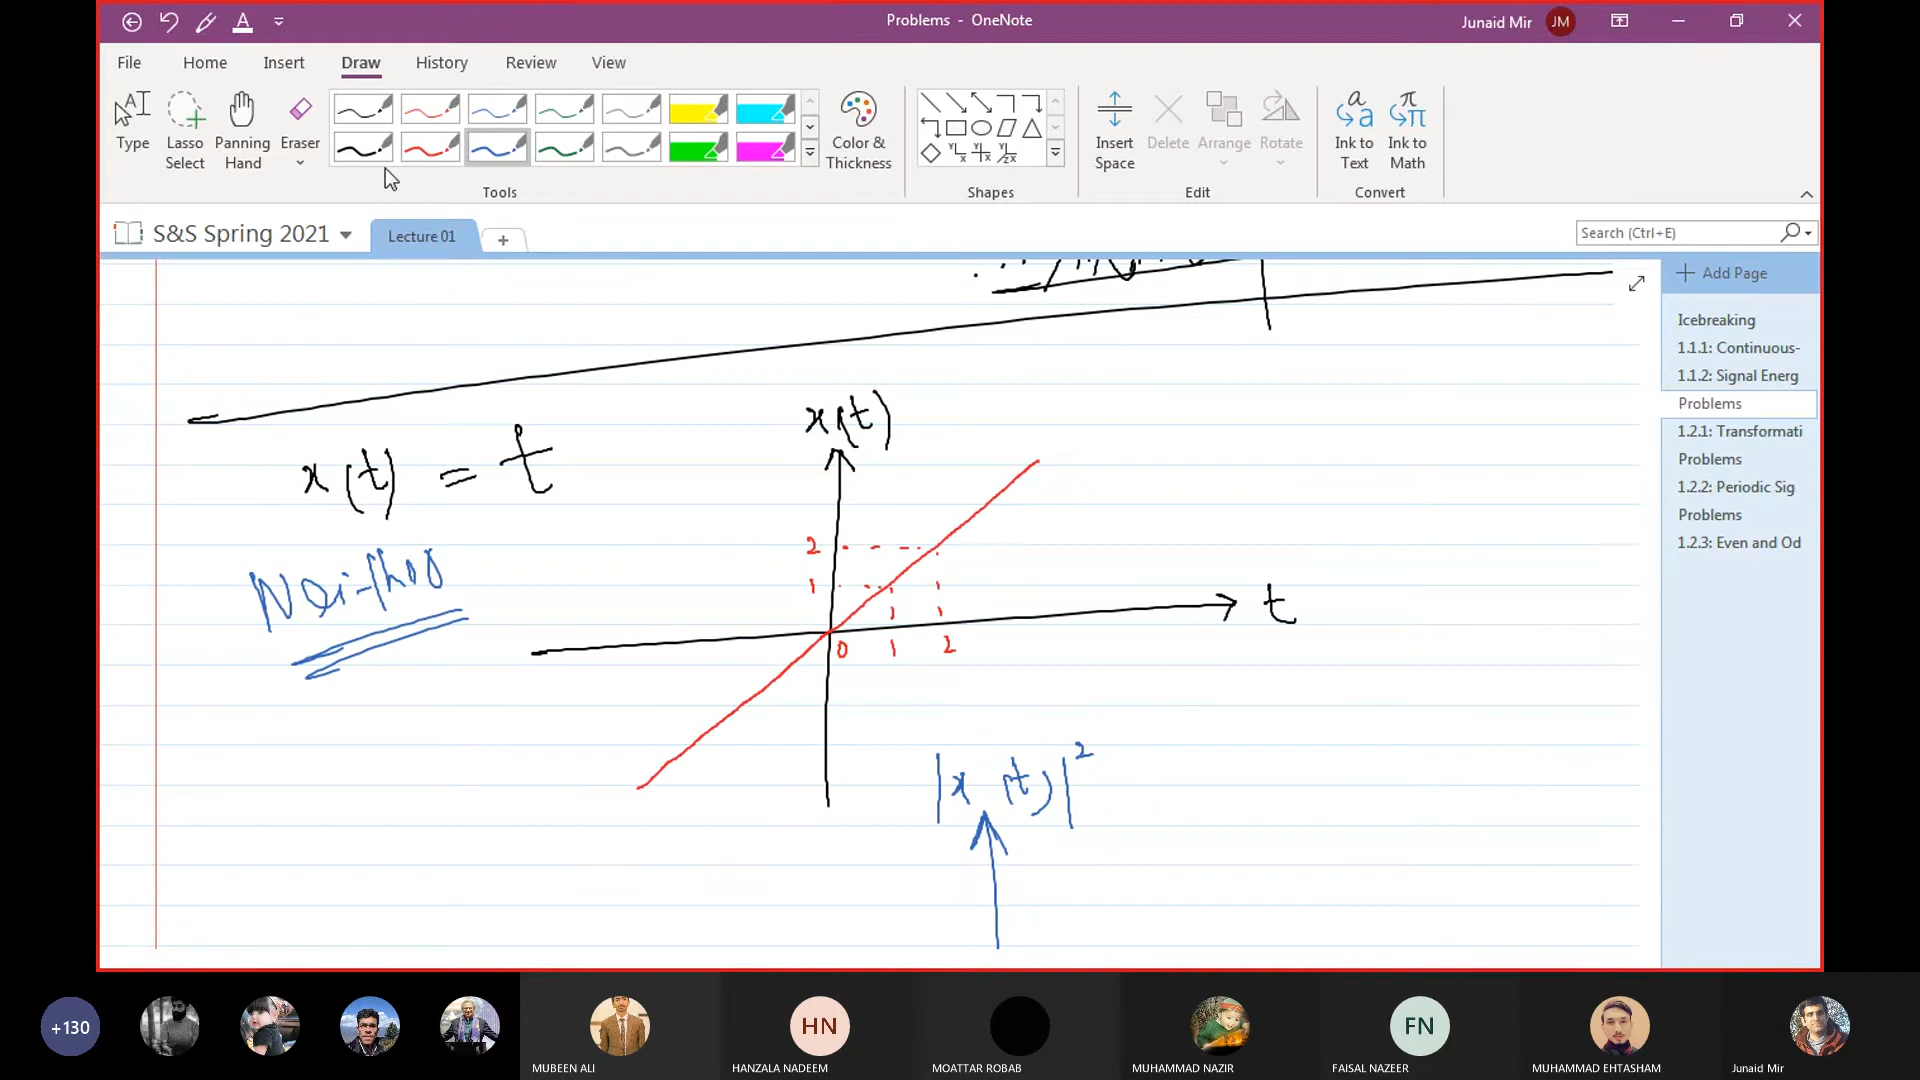 Problems - OneNote
Junaid Mir
JM
File
Home
Insert
Draw
History
Review
View
Type
Lasso Select
Panning Hand
Eraser
Color & Thickness
Insert Space
Delete
Arrange
Rotate
Ink to Text
Ink to Math
Tools
Shapes
Edit
Convert
S&S Spring 2021
Lecture 01
Search (Ctrl+E)
Add Page
Icebreaking
1.1.1: Continuous-
1.1.2: Signal Energ
Problems
1.2.1: Transformati
Problems
1.2.2: Periodic Sig
Problems
1.2.3: Even and Od
x(t) = t
x(t)
2
1
t
0 1 2
|x(t)|²
+130
MUBEEN ALI
HN
HANZALA NADEEM
MOATTAR ROBAB
MUHAMMAD NAZIR
FN
FAISAL NAZEER
MUHAMMAD EHTASHAM
Junaid Mir